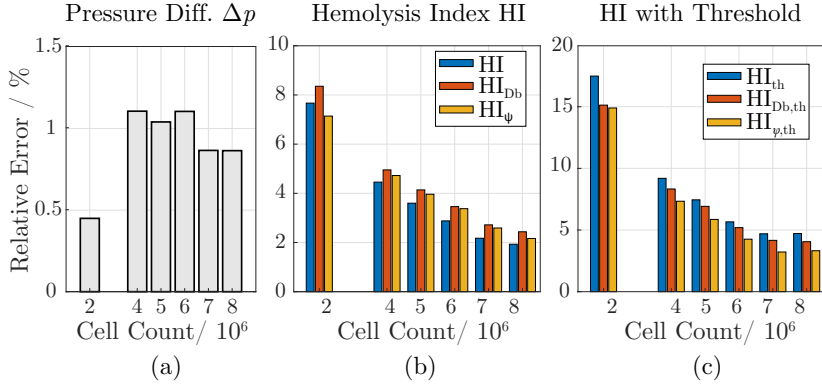 Pressure Diff. Δp
Hemolysis Index HI
HI with Threshold
Relative Error / %
1.5
1
0.5
0
2 4 5 6 7 8
Cell Count/ 10⁶
(a)
10
8
6
4
2
0
HI
HI_Db
HI_ψ
2 4 5 6 7 8
Cell Count/ 10⁶
(b)
20
15
10
5
0
HI_th
HI_Db,th
HI_ψ,th
2 4 5 6 7 8
Cell Count/ 10⁶
(c)